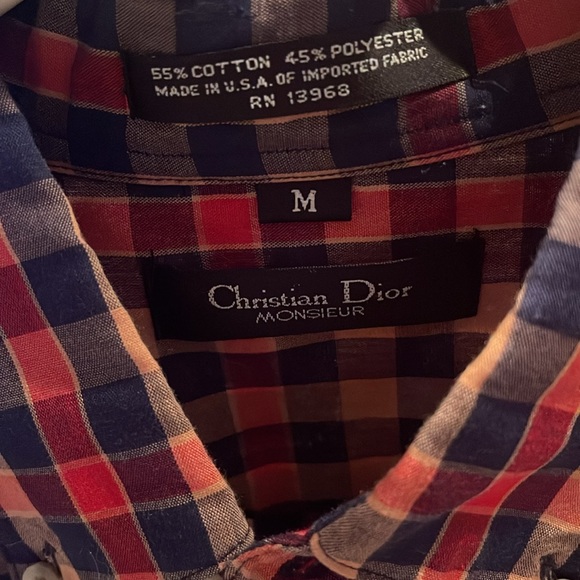 55% COTTON 45% POLYESTER
MADE IN U.S.A. OF IMPORTED FABRIC
RN 13968
M
Christian Dior
MONSIEUR